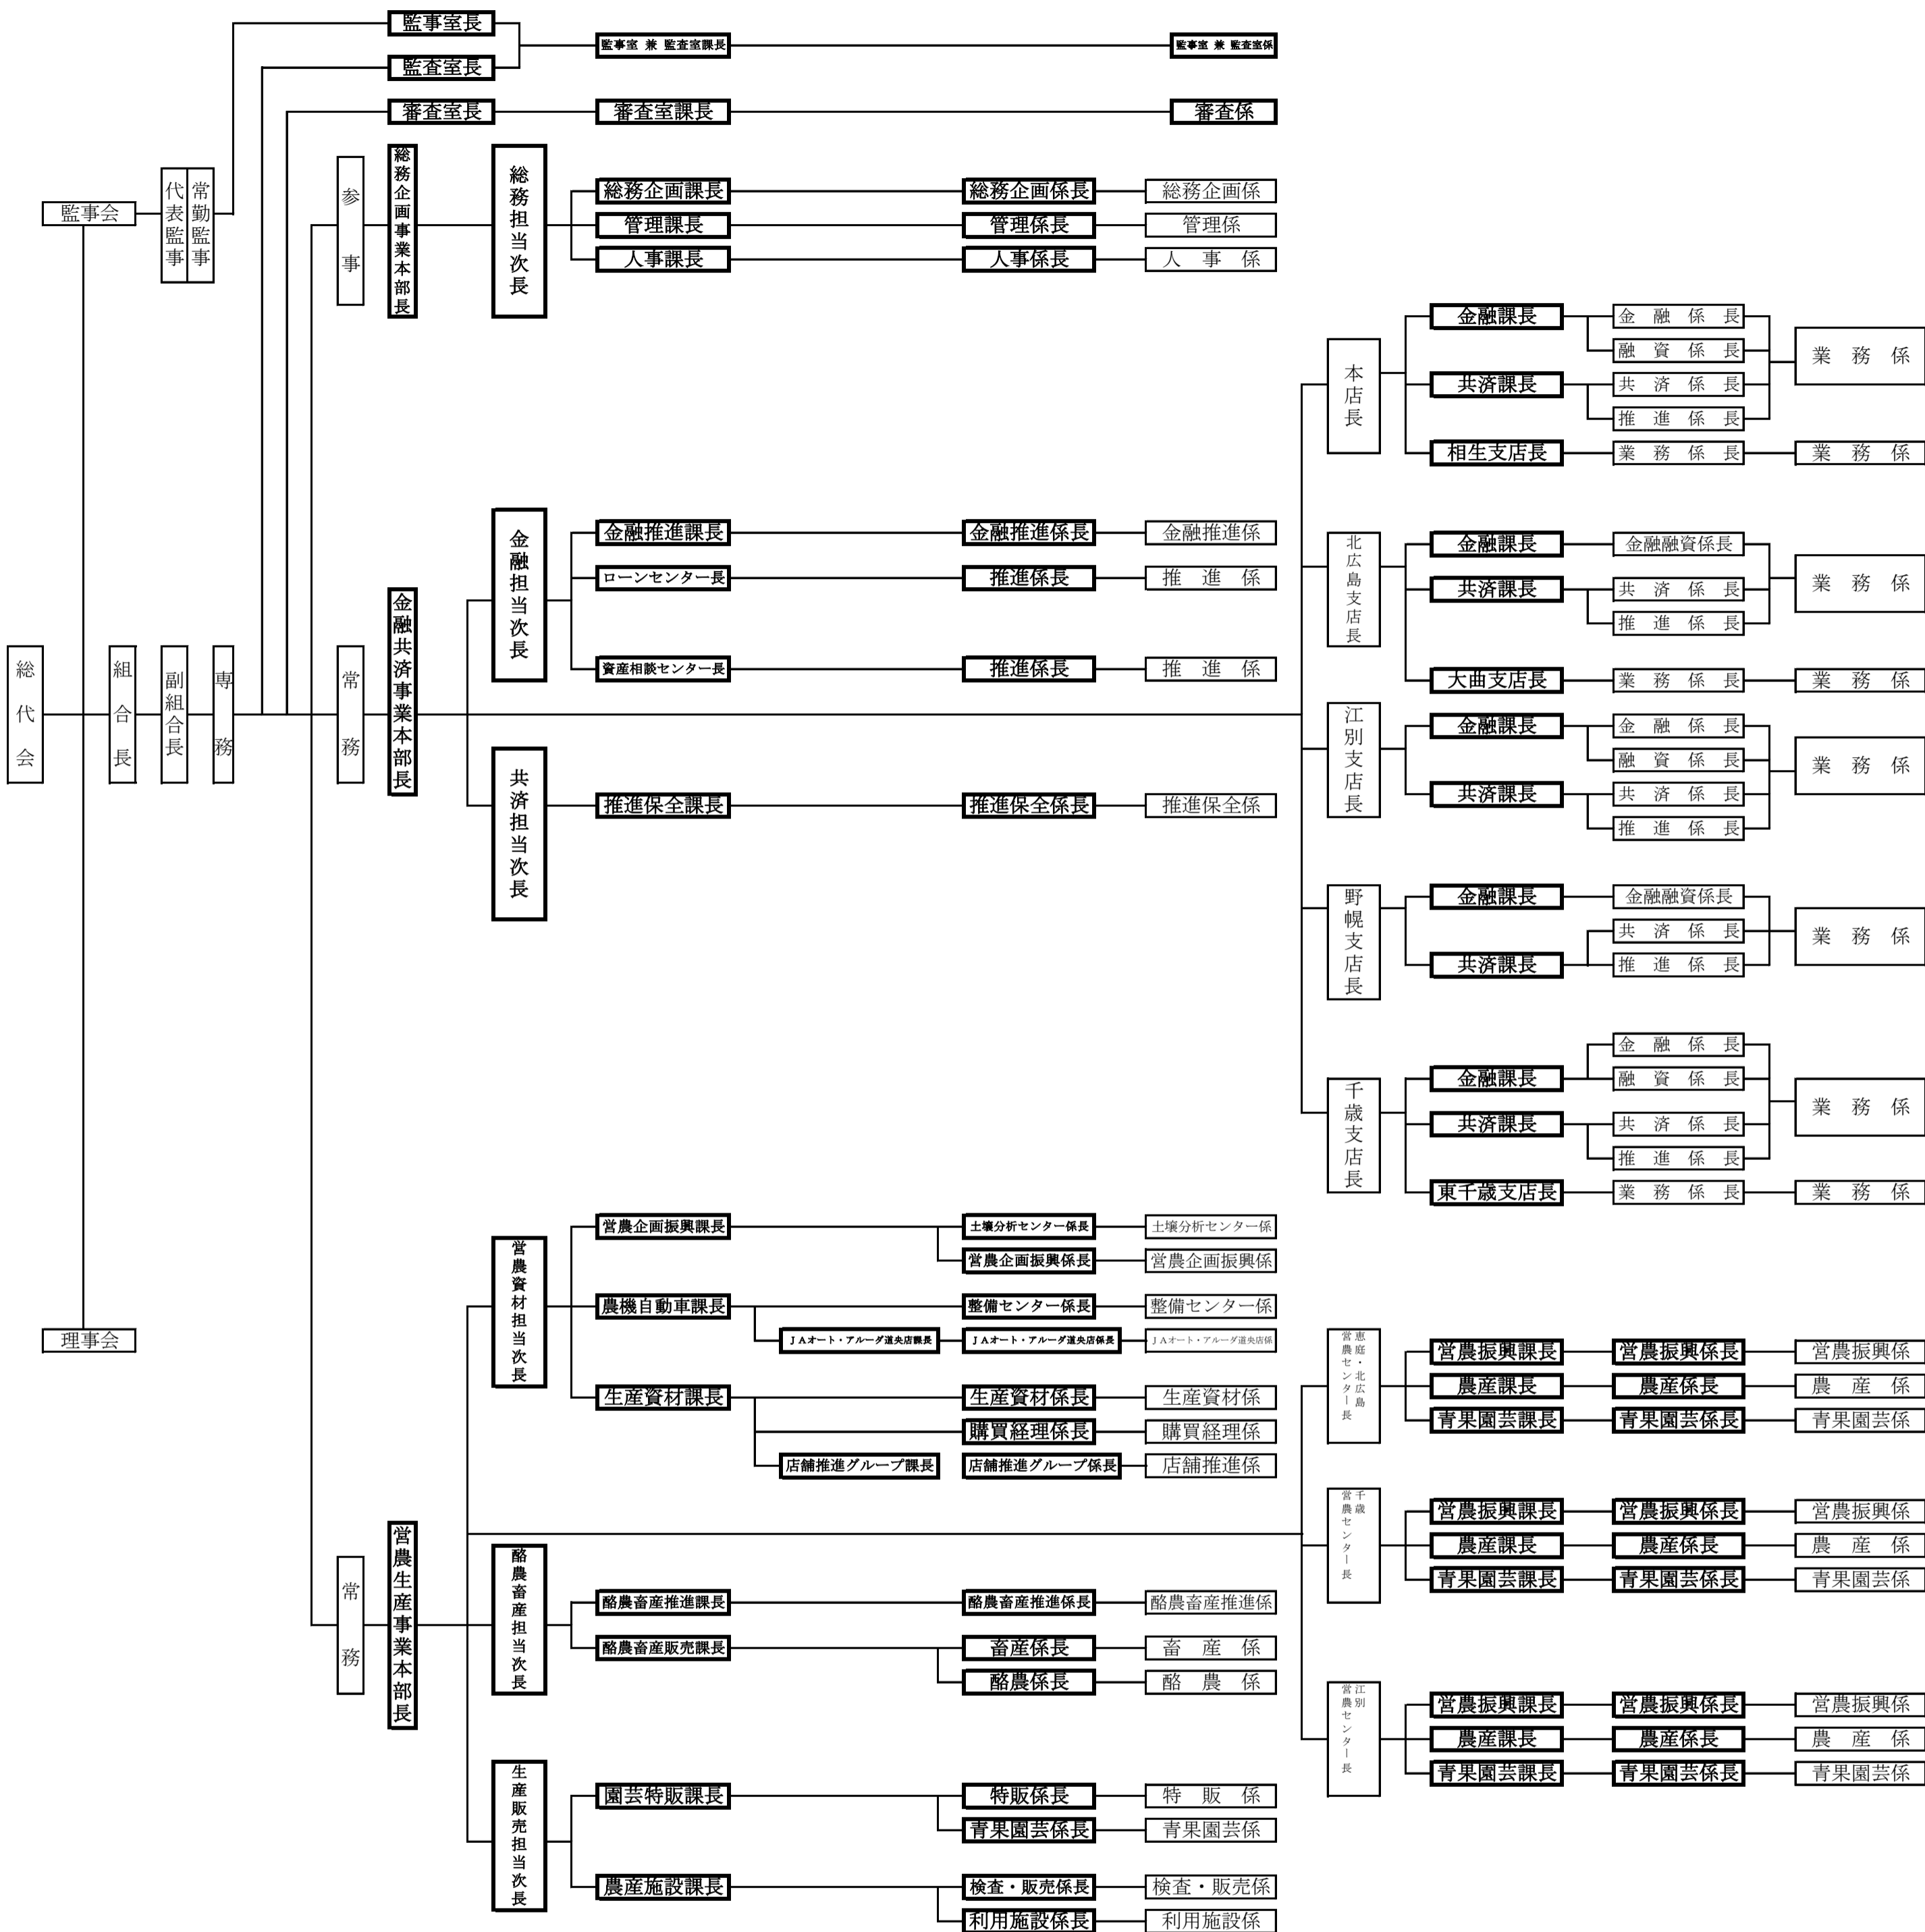 監事室長
監事室 兼 監査室課長
監事室 兼 監査室係
監査室長
審査室長
審査室課長
審査係
監事会
代表監事
常勤監事
参事
総務企画事業本部長
総務担当次長
総務企画課長
総務企画係長
総務企画係
管理課長
管理係長
管理係
人事課長
人事係長
人事係
総代会
組合長
副組合長
専務
常務
金融共済事業本部長
金融担当次長
金融推進課長
金融推進係長
金融推進係
ローンセンター長
推進係長
推進係
資産相談センター長
推進係長
推進係
共済担当次長
推進保全課長
推進保全係長
推進保全係
本店長
金融課長
金融係長
融資係長
共済課長
共済係長
推進係長
業務係
相生支店長
業務係長
業務係
北広島支店長
金融課長
金融融資係長
共済課長
共済係長
推進係長
業務係
大曲支店長
業務係長
業務係
江別支店長
金融課長
金融係長
融資係長
共済課長
共済係長
推進係長
業務係
野幌支店長
金融課長
金融融資係長
共済課長
共済係長
推進係長
業務係
千歳支店長
金融課長
金融係長
融資係長
共済課長
共済係長
推進係長
業務係
東千歳支店長
業務係長
業務係
理事会
常務
営農生産事業本部長
営農資材担当次長
営農企画振興課長
土壌分析センター係長
土壌分析センター係
営農企画振興係長
営農企画振興係
農機自動車課長
整備センター係長
整備センター係
JAオート・アルーダ道央店課長
JAオート・アルーダ道央店係長
JAオート・アルーダ道央店係
生産資材課長
生産資材係長
生産資材係
購買経理係長
購買経理係
店舗推進グループ課長
店舗推進グループ係長
店舗推進係
酪農畜産担当次長
酪農畜産推進課長
酪農畜産推進係長
酪農畜産推進係
酪農畜産販売課長
畜産係長
畜産係
酪農係長
酪農係
生産販売担当次長
園芸特販課長
特販係長
特販係
青果園芸係長
青果園芸係
農産施設課長
検査・販売係長
検査・販売係
利用施設係長
利用施設係
恵庭・北広島
営農センター長
営農振興課長
営農振興係長
営農振興係
農産課長
農産係長
農産係
青果園芸課長
青果園芸係長
青果園芸係
千歳
営農センター長
営農振興課長
営農振興係長
営農振興係
農産課長
農産係長
農産係
青果園芸課長
青果園芸係長
青果園芸係
江別
営農センター長
営農振興課長
営農振興係長
営農振興係
農産課長
農産係長
農産係
青果園芸課長
青果園芸係長
青果園芸係